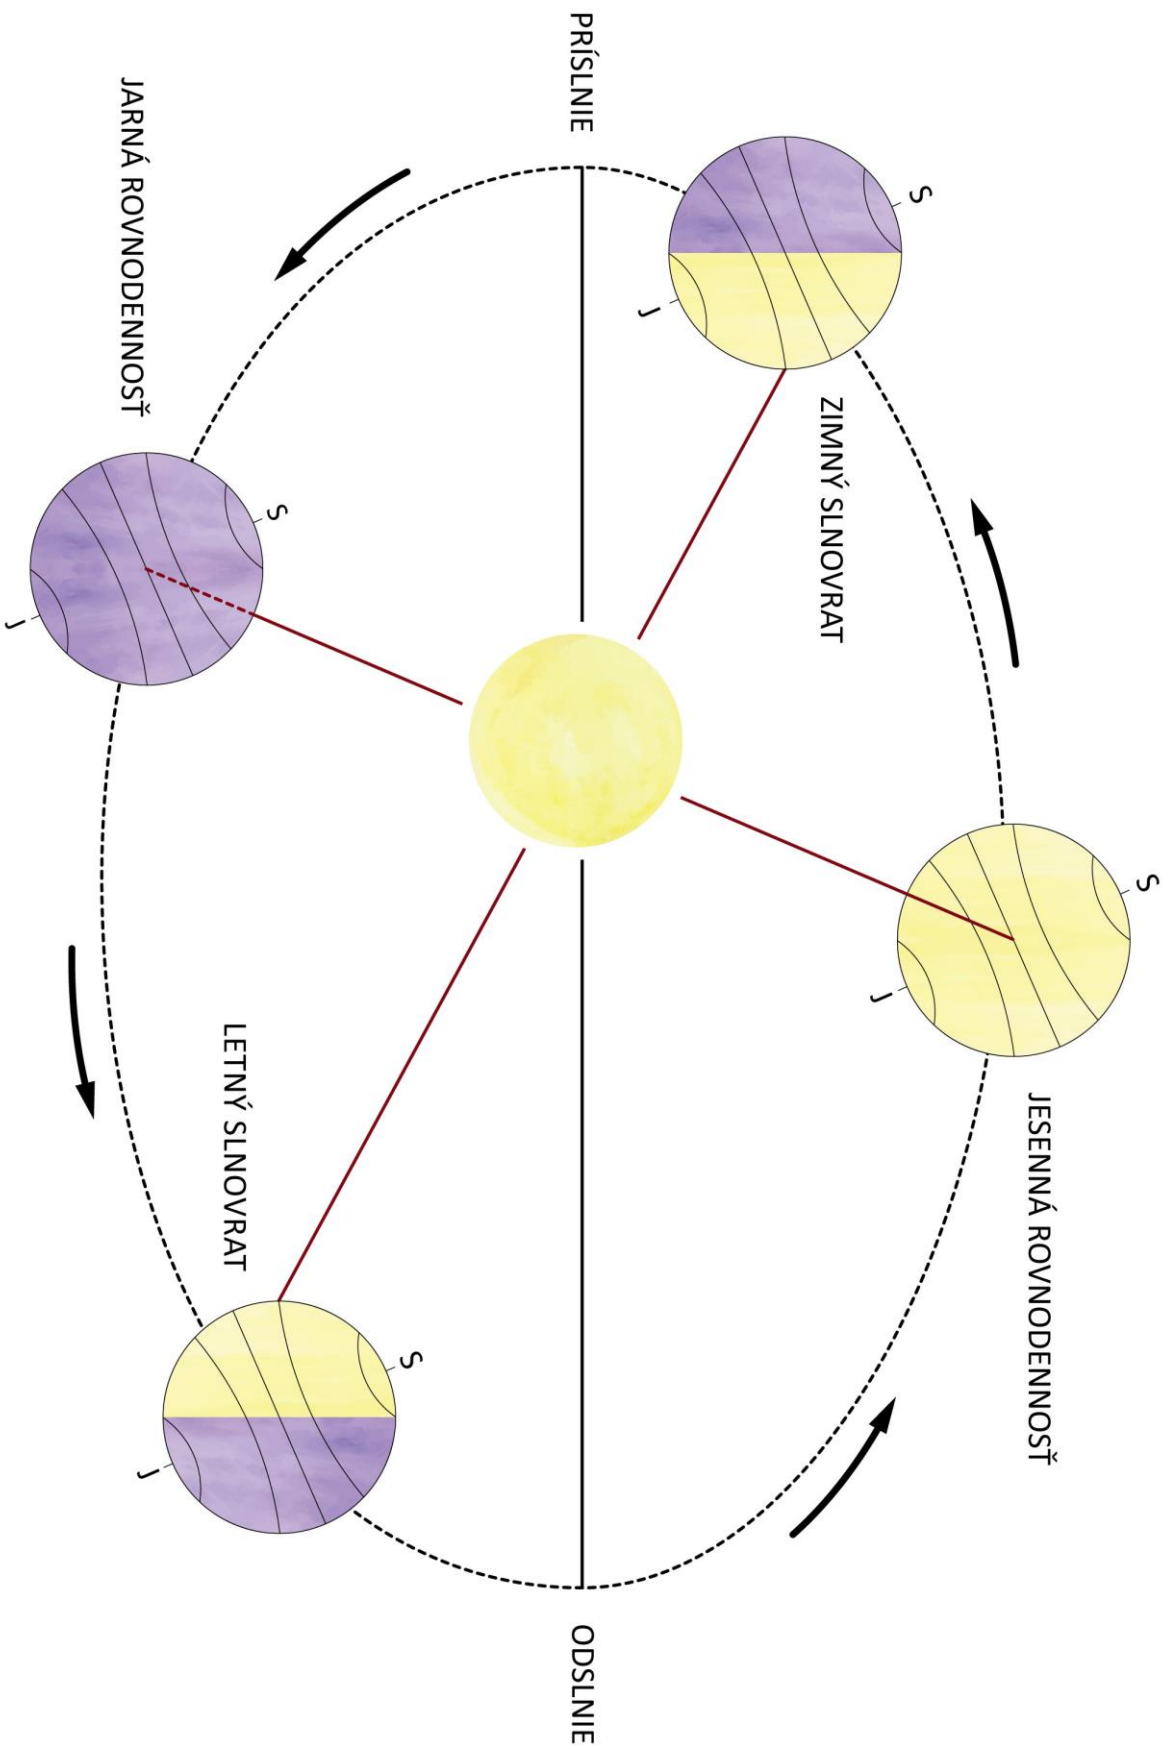 S
JESENNÁ ROVNODENNOSŤ
S
J
ZIMNÝ SLNOVRAT
J
PRÍSLNIE
ODSLNIE
S
S
LETNÝ SLNOVRAT
J
JARNÁ ROVNODENNOSŤ
J